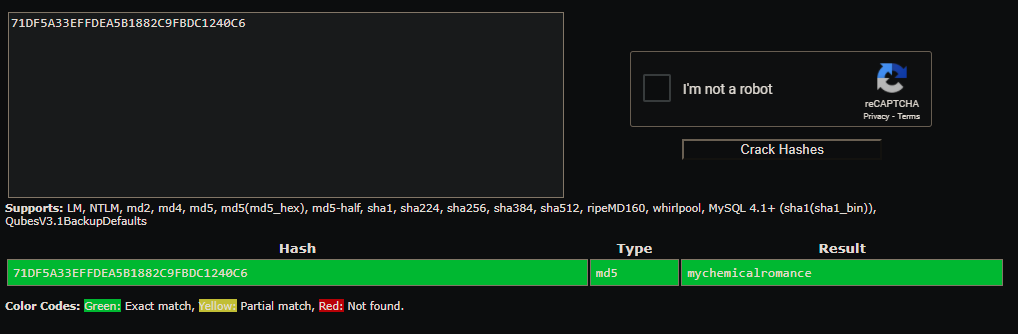 71DF5A33EFFDEA5B1882C9FBDC1240C6
I'm not a robot
reCAPTCHA
Privacy - Terms
Crack Hashes
Supports: LM, NTLM, md2, md4, md5, md5(md5_hex), md5-half, sha1, sha224, sha256, sha384, sha512, ripeMD160, whirlpool, MySQL 4.1+ (sha1(sha1_bin)),
QubesV3.1BackupDefaults
Hash Type Result
71DF5A33EFFDEA5B1882C9FBDC1240C6 md5 mychemicalromance
Color Codes: Green: Exact match, Yellow: Partial match, Red: Not found.